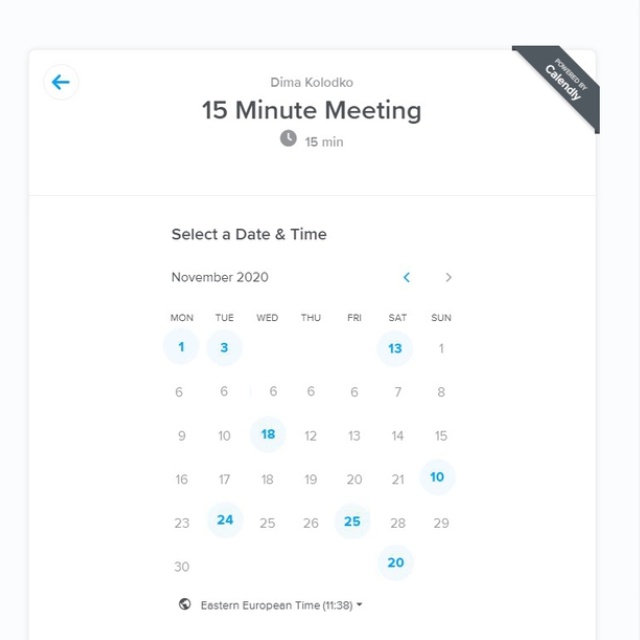 POWERED BY
Calendly
Dima Kolodko
15 Minute Meeting
15 min
Select a Date & Time
November 2020
MON TUE WED THU FRI SAT SUN
1 3 13 1
6 6 6 6 6 7 8
9 10 18 12 13 14 15
16 17 18 19 20 21 10
23 24 25 26 25 28 29
30 20
Eastern European Time (11:38)